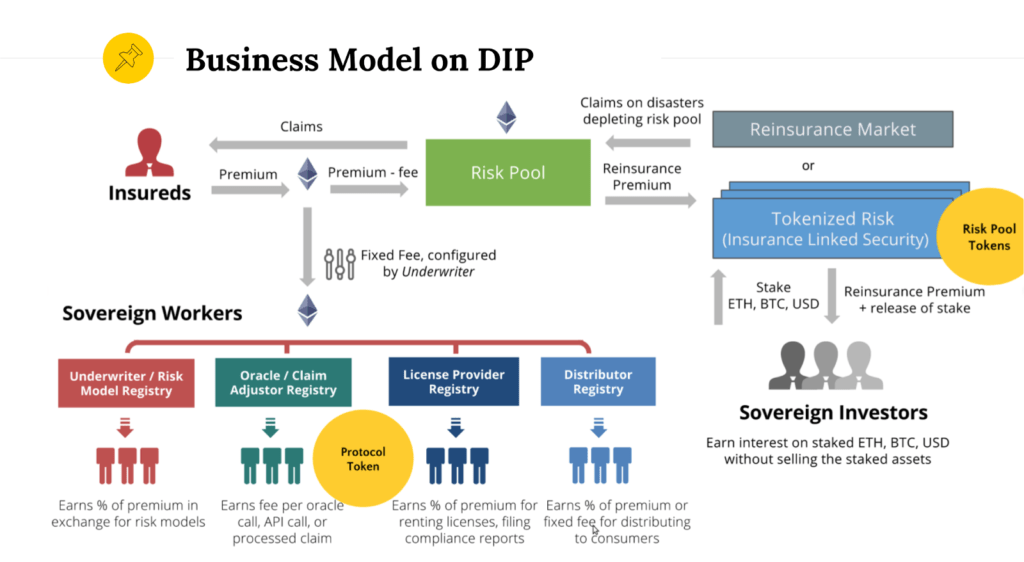 Business Model on DIP
Claims
Premium
Premium - fee
Insureds
Risk Pool
Claims on disasters
depleting risk pool
Reinsurance
Premium
Reinsurance Market
or
Tokenized Risk
(Insurance Linked Security)
Risk Pool
Tokens
Fixed Fee, configured
by Underwriter
Stake
ETH, BTC, USD
Reinsurance Premium
+ release of stake
Sovereign Workers
Underwriter / Risk
Model Registry
Oracle / Claim
Adjustor Registry
License Provider
Registry
Distributor
Registry
Protocol
Token
Earns % of premium in
exchange for risk models
Earns fee per oracle
call, API call, or
processed claim
Earns % of premium for
renting licenses, filing
compliance reports
Earns % of premium or
fixed fee for distributing
to consumers
Sovereign Investors
Earn interest on staked ETH, BTC, USD
without selling the staked assets